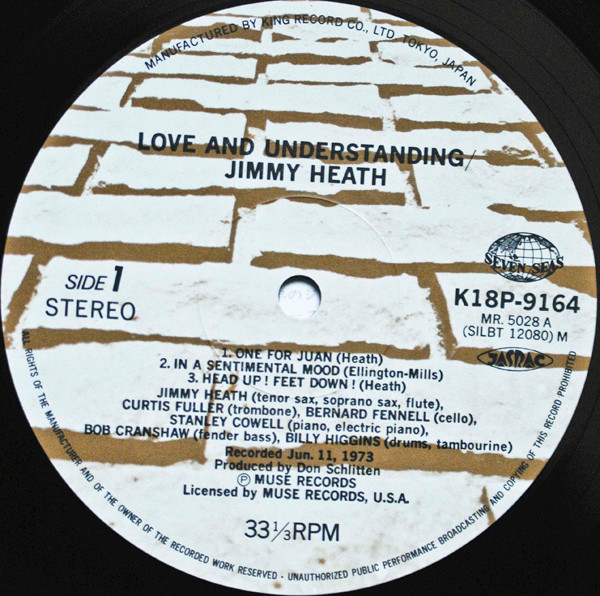 MANUFACTURED BY KING RECORD CO., LTD. TOKYO, JAPAN
LOVE AND UNDERSTANDING/
JIMMY HEATH
SEVEN SEAS
SIDE 1
STEREO
K18P-9164
MR. 5028 A
(SILBT 12080) M
JASRAC
1. ONE FOR JUAN (Heath)
2. IN A SENTIMENTAL MOOD (Ellington-Mills)
3. HEAD UP! FEET DOWN! (Heath)
JIMMY HEATH (tenor sax, soprano sax, flute),
CURTIS FULLER (trombone), BERNARD FENNELL (cello),
STANLEY COWELL (piano, electric piano),
BOB CRANSHAW (fender bass), BILLY HIGGINS (drums, tambourine)
Recorded Jun. 11, 1973
Produced by Don Schlitten
Ⓟ MUSE RECORDS
Licensed by MUSE RECORDS, U.S.A.
33⅓RPM
ALL RIGHTS OF THE MANUFACTURER AND OF THE OWNER OF THE RECORDED WORK RESERVED - UNAUTHORIZED PUBLIC PERFORMANCE BROADCASTING AND COPYING OF THIS RECORD PROHIBITED